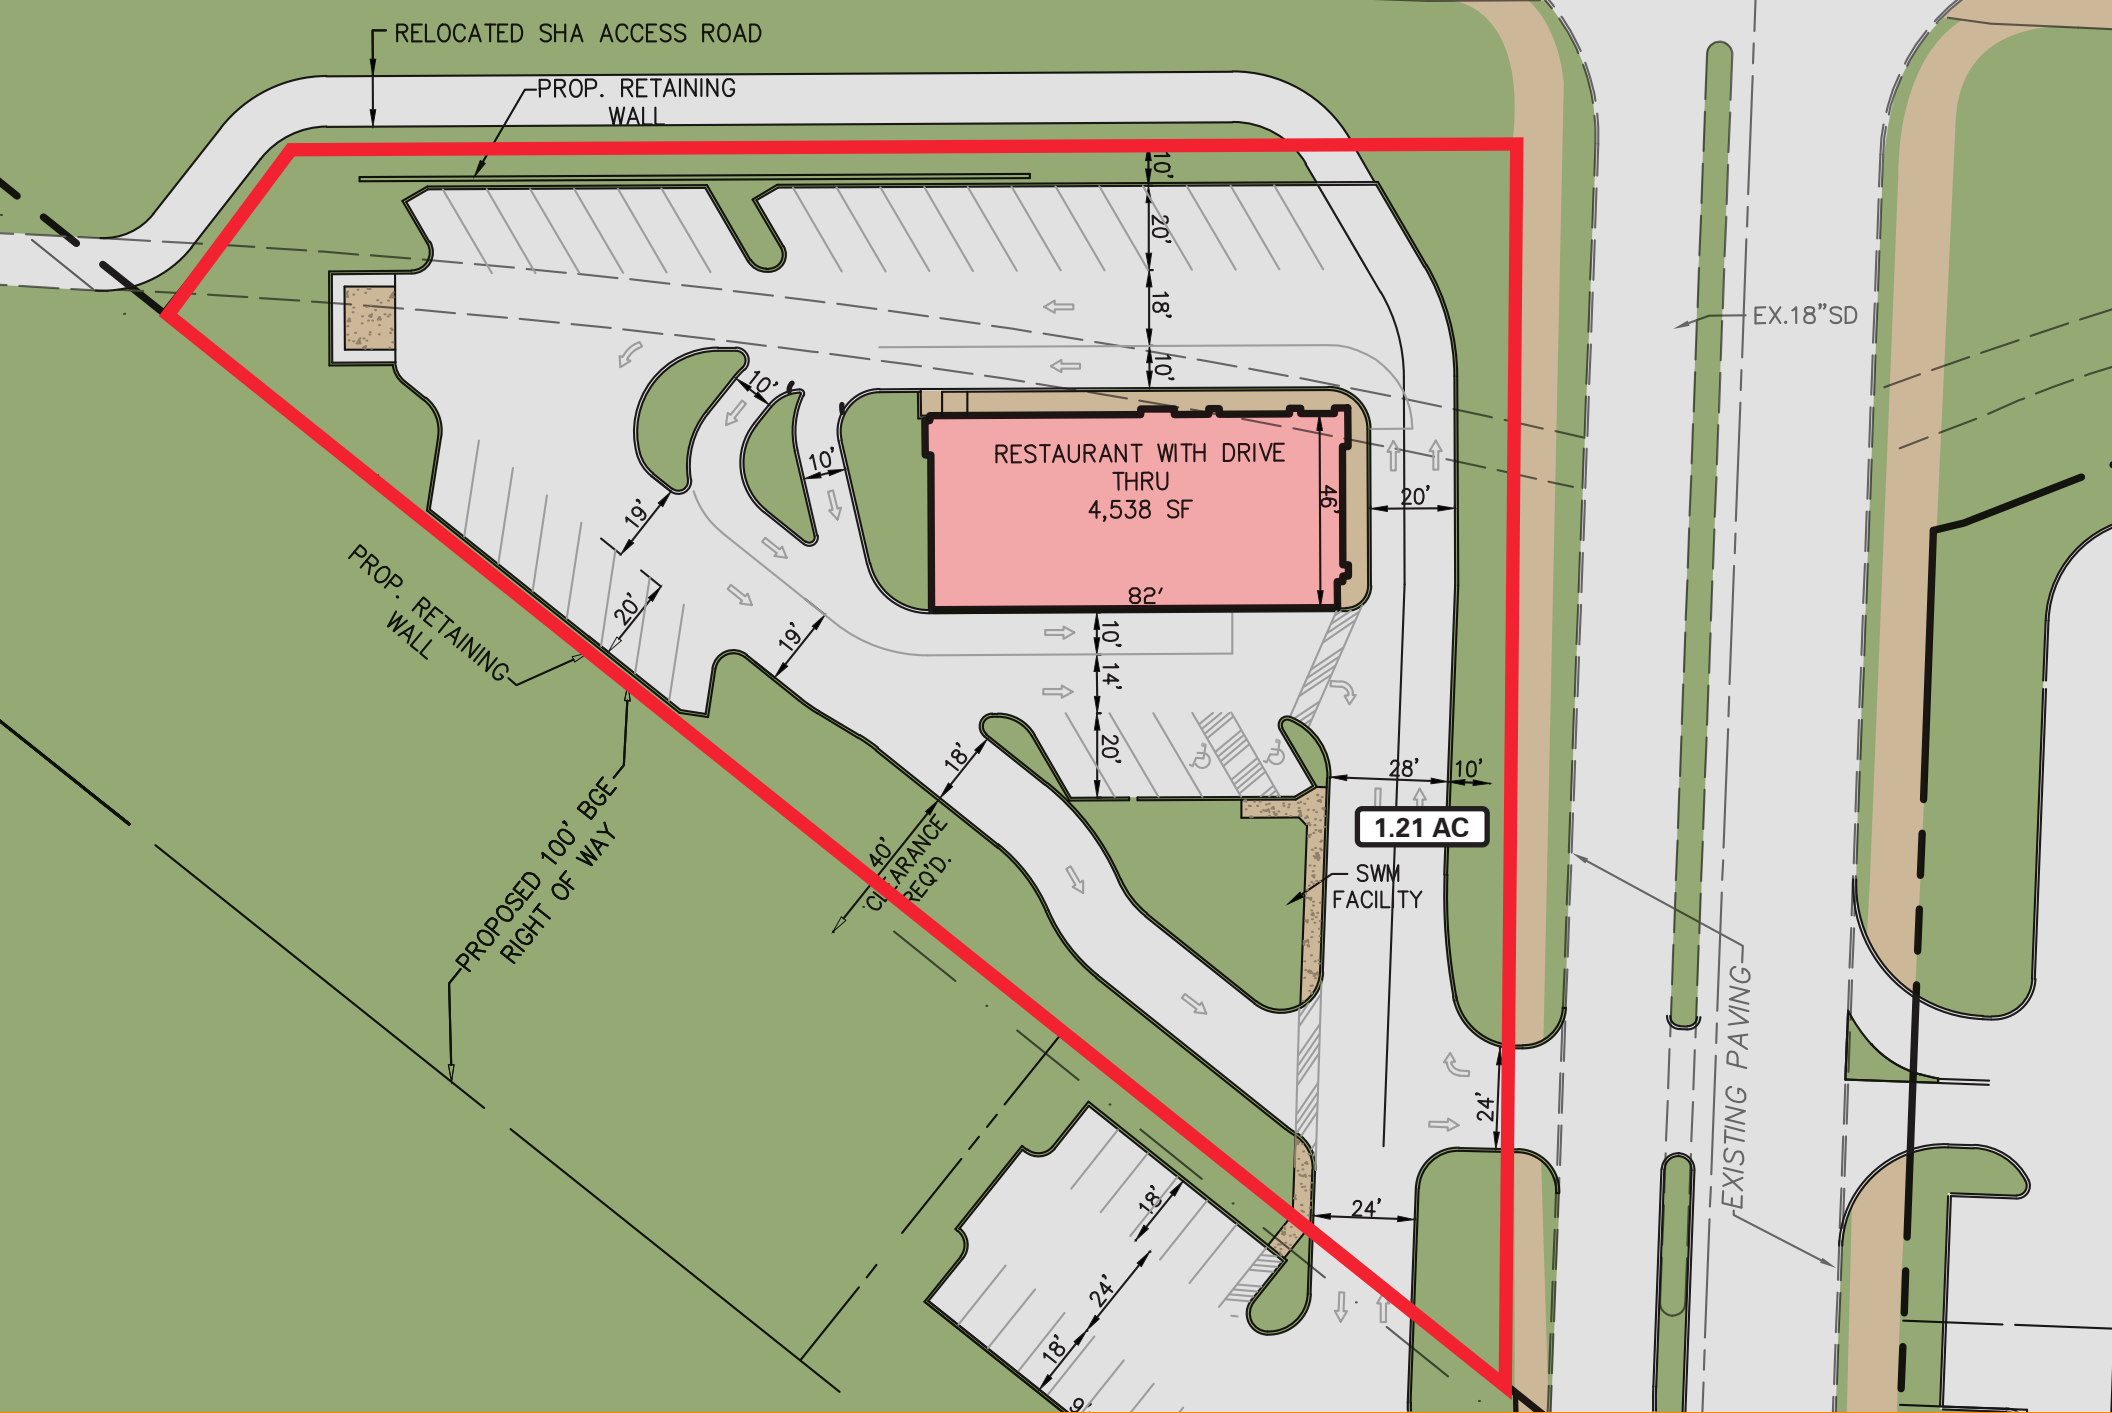 RELOCATED SHA ACCESS ROAD
PROP. RETAINING
WALL
10'
20'
18'
10'
EX.18"SD
10'
10'
RESTAURANT WITH DRIVE
THRU
4,538 SF
46'
82'
20'
19'
20'
PROP. RETAINING
WALL
19'
10'
14'
20'
18'
28'
10'
1.21 AC
40'
CLEARANCE
REQ'D.
SWM
FACILITY
PROPOSED 100' BGE
RIGHT OF WAY
EXISTING PAVING
24'
24'
18'
24'
18'